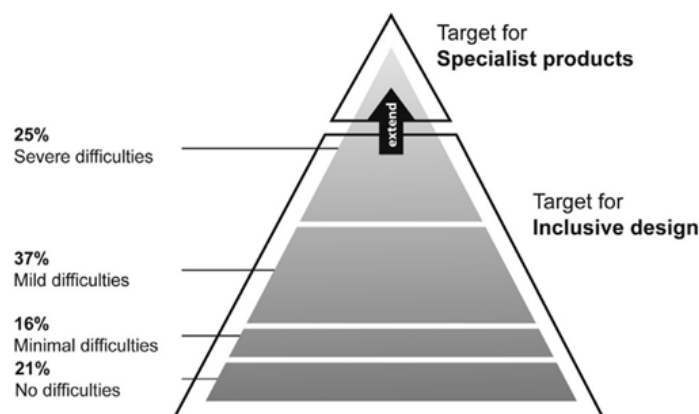 Target for
Specialist products
extend
25%
Severe difficulties
Target for
Inclusive design
37%
Mild difficulties
16%
Minimal difficulties
21%
No difficulties